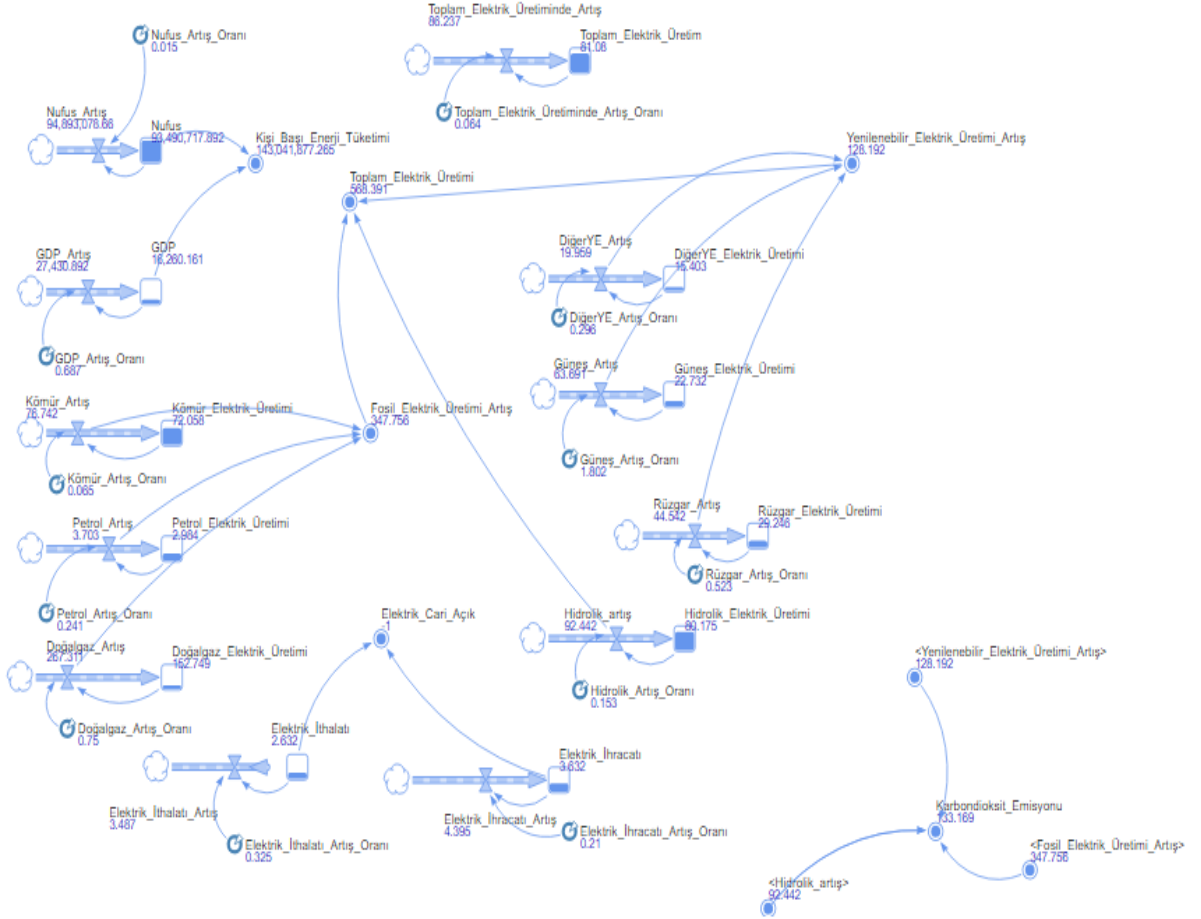 Toplam_Elektrik_Üretiminde_Artış
86.237
Nufus_Artış_Oranı
0.015
Toplam_Elektrik_Üretim
81.06
Toplam_Elektrik_Üretiminde_Artış_Oranı
0.064
Nufus_Artış
94,893,078.66
Nufus
93,490,717.892
Kişi_Başı_Enerji_Tüketimi
143,041,877.265
Yenilenebilir_Elektrik_Üretimi_Artış
128.192
Toplam_Elektrik_Üretimi
568.391
GDP_Artış
27,430.892
GDP
16,260.161
DiğerYE_Artış
19.959
DiğerYE_Elektrik_Üretimi
15.403
DiğerYE_Artış_Oranı
0.296
GDP_Artış_Oranı
0.687
Güneş_Artış
63.691
Güneş_Elektrik_Üretimi
22.732
Kömür_Artış
76.742
Kömür_Elektrik_Üretimi
72.058
Fosil_Elektrik_Üretimi_Artış
347.756
Güneş_Artış_Oranı
1.802
Kömür_Artış_Oranı
0.065
Rüzgar_Artış
44.542
Rüzgar_Elektrik_Üretimi
29.246
Petrol_Artış
3.703
Petrol_Elektrik_Üretimi
2.984
Rüzgar_Artış_Oranı
0.523
Petrol_Artış_Oranı
0.241
Elektrik_Cari_Açık
-1
Hidrolik_artış
92.442
Hidrolik_Elektrik_Üretimi
80.175
Doğalgaz_Artış
267.311
Doğalgaz_Elektrik_Üretimi
152.749
<Yenilenebilir_Elektrik_Üretimi_Artış>
128.192
Hidrolik_Artış_Oranı
0.153
Doğalgaz_Artış_Oranı
0.75
Elektrik_İthalatı
2.632
Elektrik_İhracatı
3.632
Elektrik_İthalatı_Artış
3.487
Elektrik_İhracatı_Artış
4.395
Elektrik_İhracatı_Artış_Oranı
0.21
Elektrik_İthalatı_Artış_Oranı
0.325
Karbondioksit_Emisyonu
133.169
<Fosil_Elektrik_Üretimi_Artış>
347.756
<Hidrolik_artış>
92.442